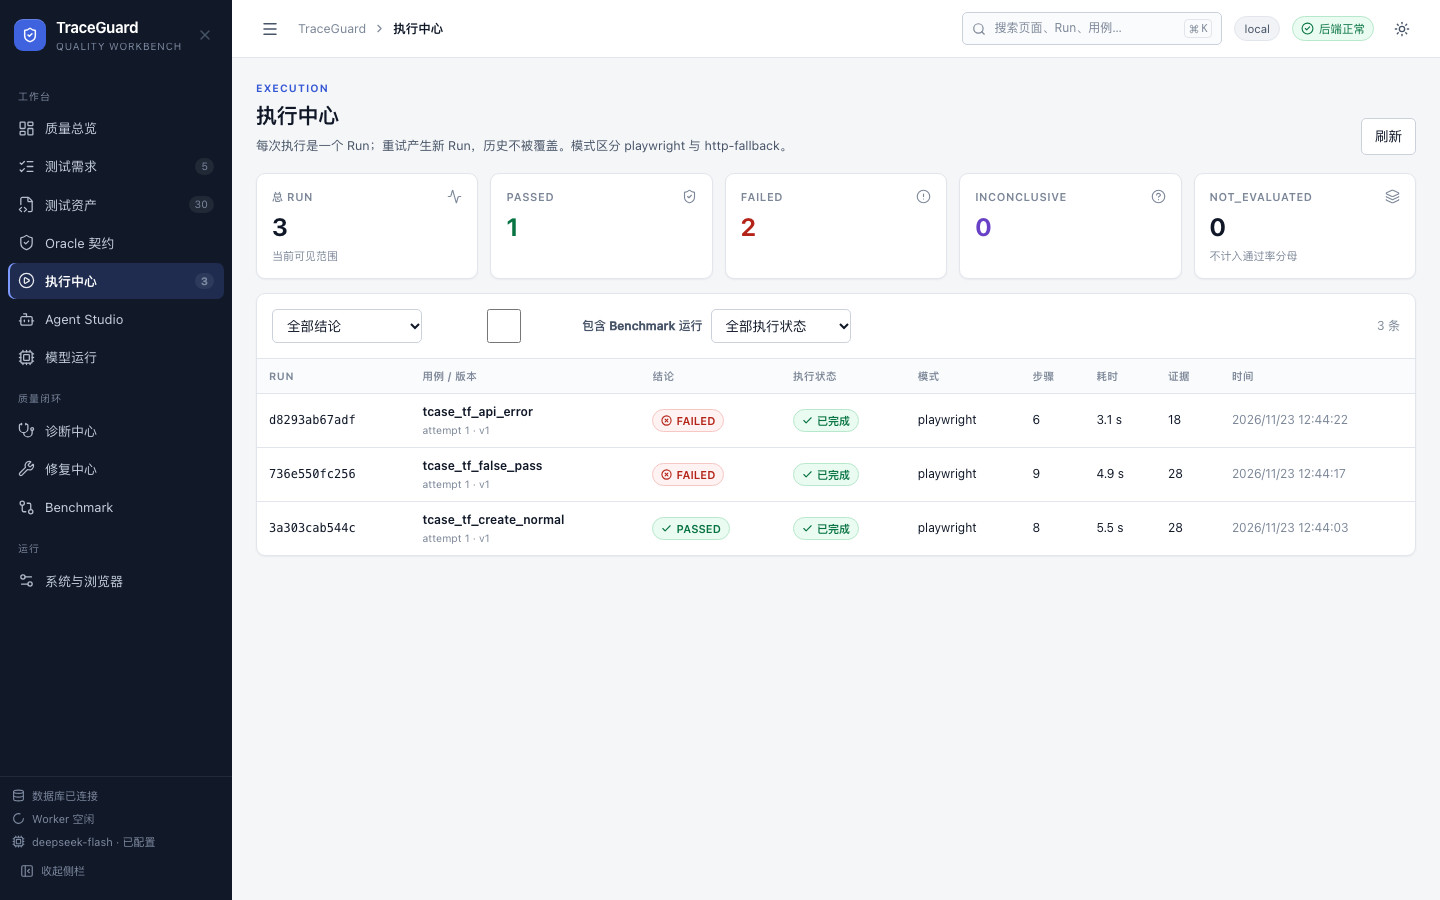 TraceGuard
QUALITY WORKBENCH
工作台
质量总览
测试需求 5
测试资产 30
Oracle 契约
执行中心 3
Agent Studio
模型运行
质量闭环
诊断中心
修复中心
Benchmark
运行
系统与浏览器
数据库已连接
Worker 空闲
deepseek-flash · 已配置
收起侧栏
TraceGuard > 执行中心
搜索页面、Run、用例... ⌘ K
local
后端正常
EXECUTION
执行中心
每次执行是一个 Run；重试产生新 Run，历史不被覆盖。模式区分 playwright 与 http-fallback。
刷新
总 RUN
3
当前可见范围
PASSED
1
FAILED
2
INCONCLUSIVE
0
NOT_EVALUATED
0
不计入通过率分母
全部结论 包含 Benchmark 运行 全部执行状态 3 条
RUN 用例 / 版本 结论 执行状态 模式 步骤 耗时 证据 时间
d8293ab67adf tcase_tf_api_error FAILED 已完成 playwright 6 3.1 s 18 2026/11/23 12:44:22
attempt 1 · v1
736e550fc256 tcase_tf_false_pass FAILED 已完成 playwright 9 4.9 s 28 2026/11/23 12:44:17
attempt 1 · v1
3a303cab544c tcase_tf_create_normal PASSED 已完成 playwright 8 5.5 s 28 2026/11/23 12:44:03
attempt 1 · v1